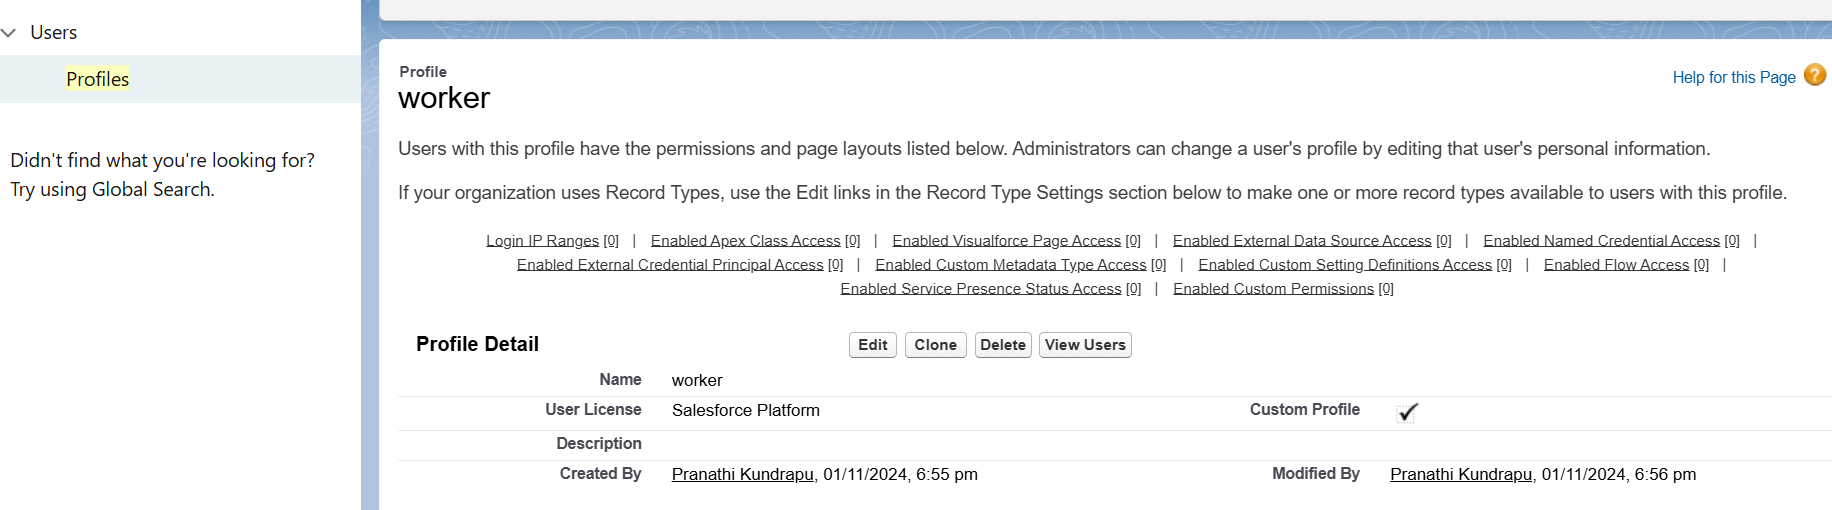 Users
Profiles
Didn't find what you're looking for?
Try using Global Search.
Profile
worker
Help for this Page ?
Users with this profile have the permissions and page layouts listed below. Administrators can change a user's profile by editing that user's personal information.
If your organization uses Record Types, use the Edit links in the Record Type Settings section below to make one or more record types available to users with this profile.
Login IP Ranges [0] | Enabled Apex Class Access [0] | Enabled Visualforce Page Access [0] | Enabled External Data Source Access [0] | Enabled Named Credential Access [0] |
Enabled External Credential Principal Access [0] | Enabled Custom Metadata Type Access [0] | Enabled Custom Setting Definitions Access [0] | Enabled Flow Access [0] |
Enabled Service Presence Status Access [0] | Enabled Custom Permissions [0]
Profile Detail Edit Clone Delete View Users
Name worker
User License Salesforce Platform Custom Profile
Description
Created By Pranathi Kundrapu, 01/11/2024, 6:55 pm Modified By Pranathi Kundrapu, 01/11/2024, 6:56 pm